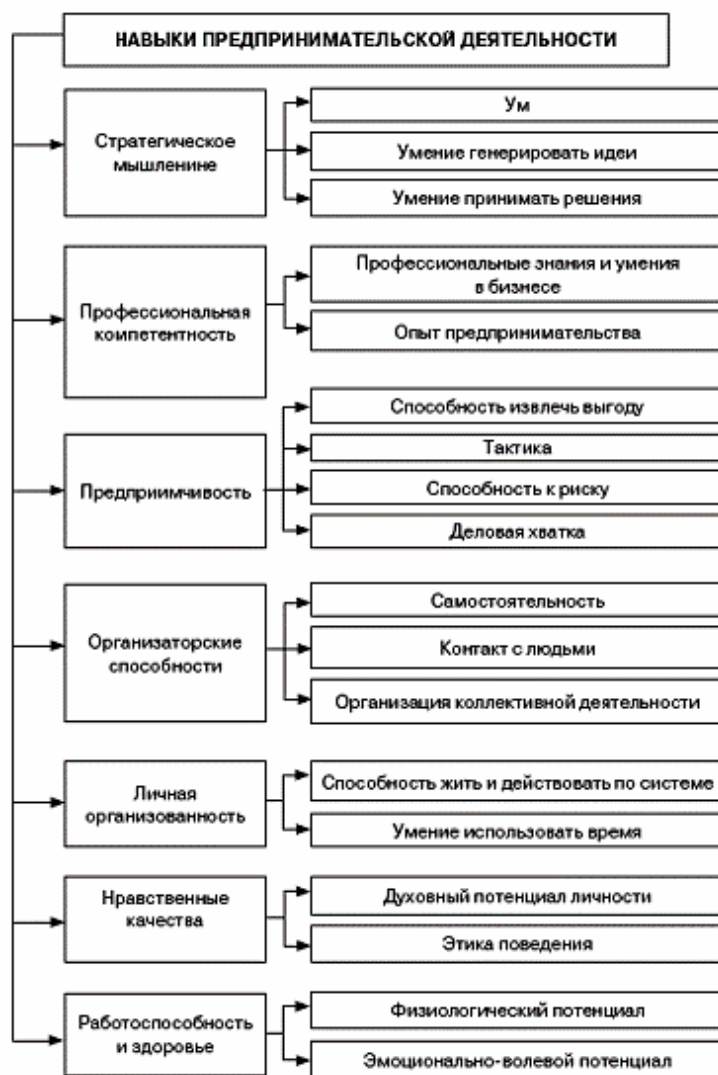 НАВЫКИ ПРЕДПРИНИМАТЕЛЬСКОЙ ДЕЯТЕЛЬНОСТИ
Стратегическое
мышленине
Ум
Умение генерировать идеи
Умение принимать решения
Профессиональная
компетентность
Профессиональные знания и умения
в бизнесе
Опыт предпринимательства
Предприимчивость
Способность извлечь выгоду
Тактика
Способность к риску
Деловая хватка
Организаторские
способности
Самостоятельность
Контакт с людьми
Организация коллективной деятельности
Личная
организованность
Способность жить и действовать по системе
Умение использовать время
Нравственные
качества
Духовный потенциал личности
Этика поведения
Работоспособность
и здоровье
Физиологический потенциал
Эмоционально-волевой потенциал